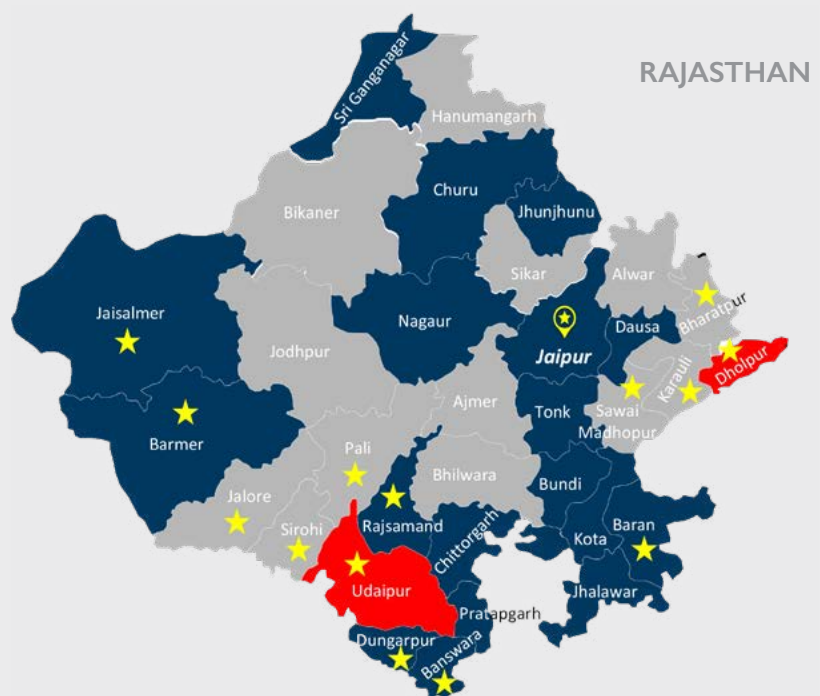 RAJASTHAN
Sri Ganganagar
Hanumangarh
Churu
Jhunjhunu
Bikaner
Sikar
Alwar
Bharatpur
Jaisalmer
Nagaur
Jaipur
Dausa
Jodhpur
Dholpur
Karauli
Ajmer
Tonk
Sawai
Madhopur
Barmer
Pali
Bhilwara
Bundi
Jalore
Sirohi
Rajsamand
Chittorgarh
Kota
Baran
Udaipur
Jhalawar
Pratapgarh
Dungarpur
Banswara